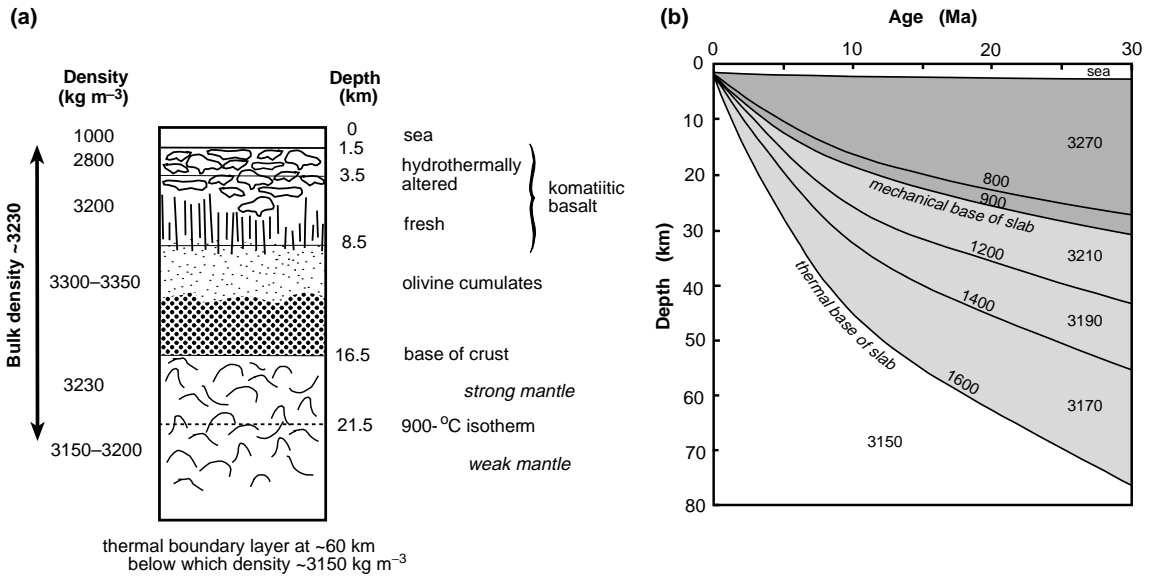 (a)
Density
(kg m⁻³)
Depth
(km)
1000
0
sea
1.5
2800
hydrothermally
altered
3.5
komatiitic
basalt
3200
fresh
8.5
3300–3350
olivine cumulates
16.5
base of crust
3230
strong mantle
21.5
900-°C isotherm
3150–3200
weak mantle
Bulk density ~3230
thermal boundary layer at ~60 km
below which density ~3150 kg m⁻³
(b)
Age (Ma)
0
10
20
30
0
10
20
30
40
50
60
70
80
Depth (km)
sea
3270
800
900
mechanical base of slab
1200
3210
1400
3190
thermal base of slab
1600
3170
3150